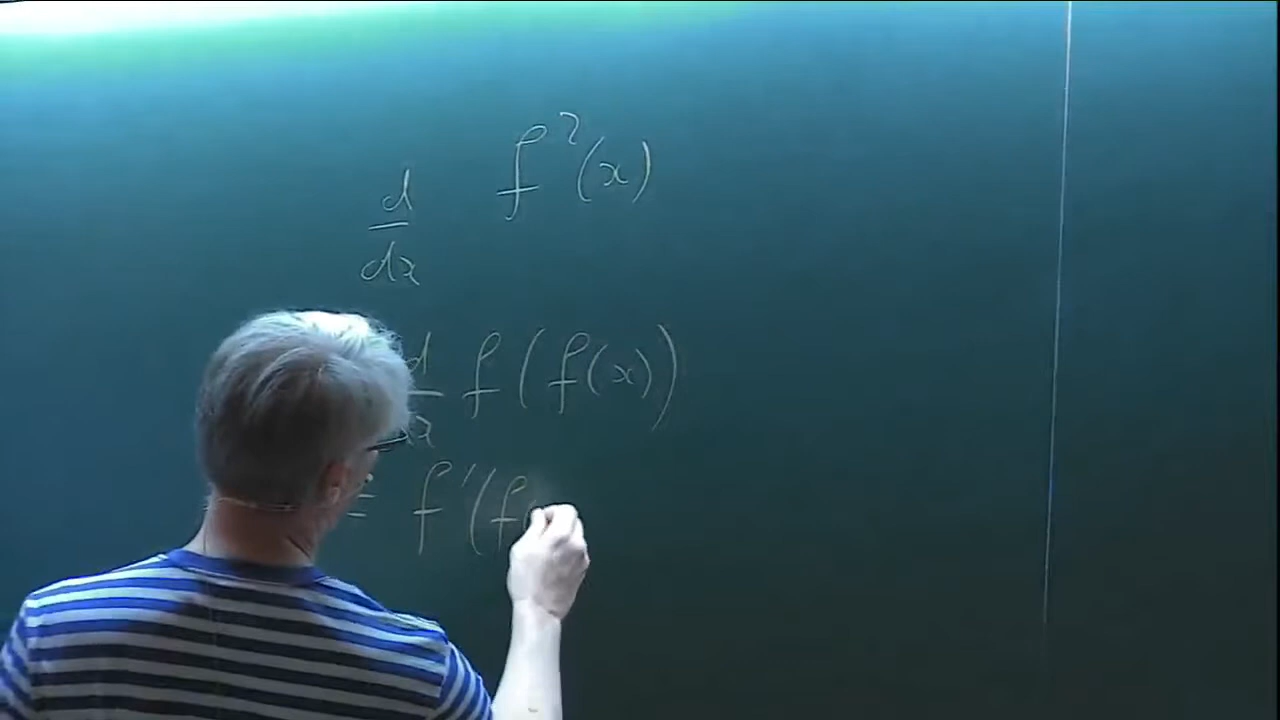 d/dx f²(x)
d/dx f(f(x))
= f'(f(